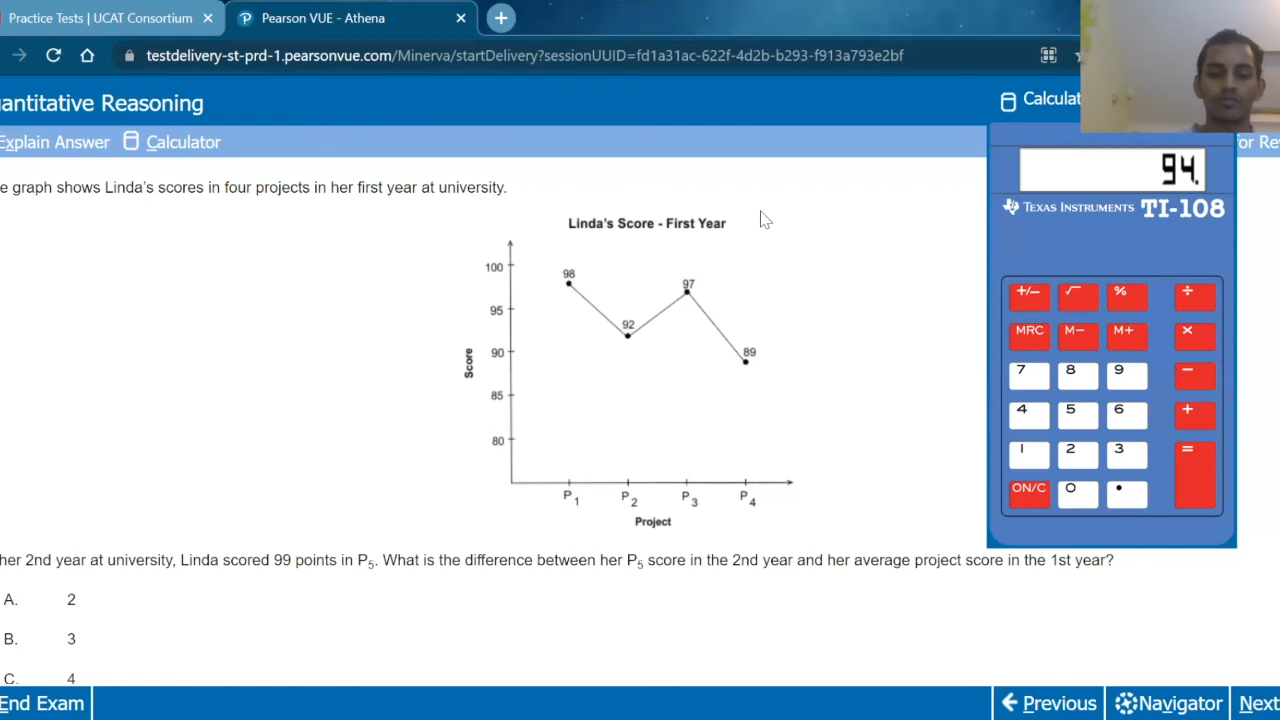 Practice Tests | UCAT Consortium
Pearson VUE - Athena
testdelivery-st-prd-1.pearsonvue.com/Minerva/startDelivery?sessionUUID=fd1a31ac-622f-4d2b-b293-f913a793e2bf
antitative Reasoning
Calculat
Explain Answer
Calculator
or Re
94.
TEXAS INSTRUMENTS TI-108
e graph shows Linda's scores in four projects in her first year at university.
Linda's Score - First Year
100
95
90
85
80
Score
98
92
97
89
P1 P2 P3 P4
Project
+/- √ % ÷
MRC M− M+ ×
7 8 9 −
4 5 6 +
1 2 3 =
ON/C 0 •
her 2nd year at university, Linda scored 99 points in P5. What is the difference between her P5 score in the 2nd year and her average project score in the 1st year?
A. 2
B. 3
C. 4
End Exam
Previous
Navigator
Next